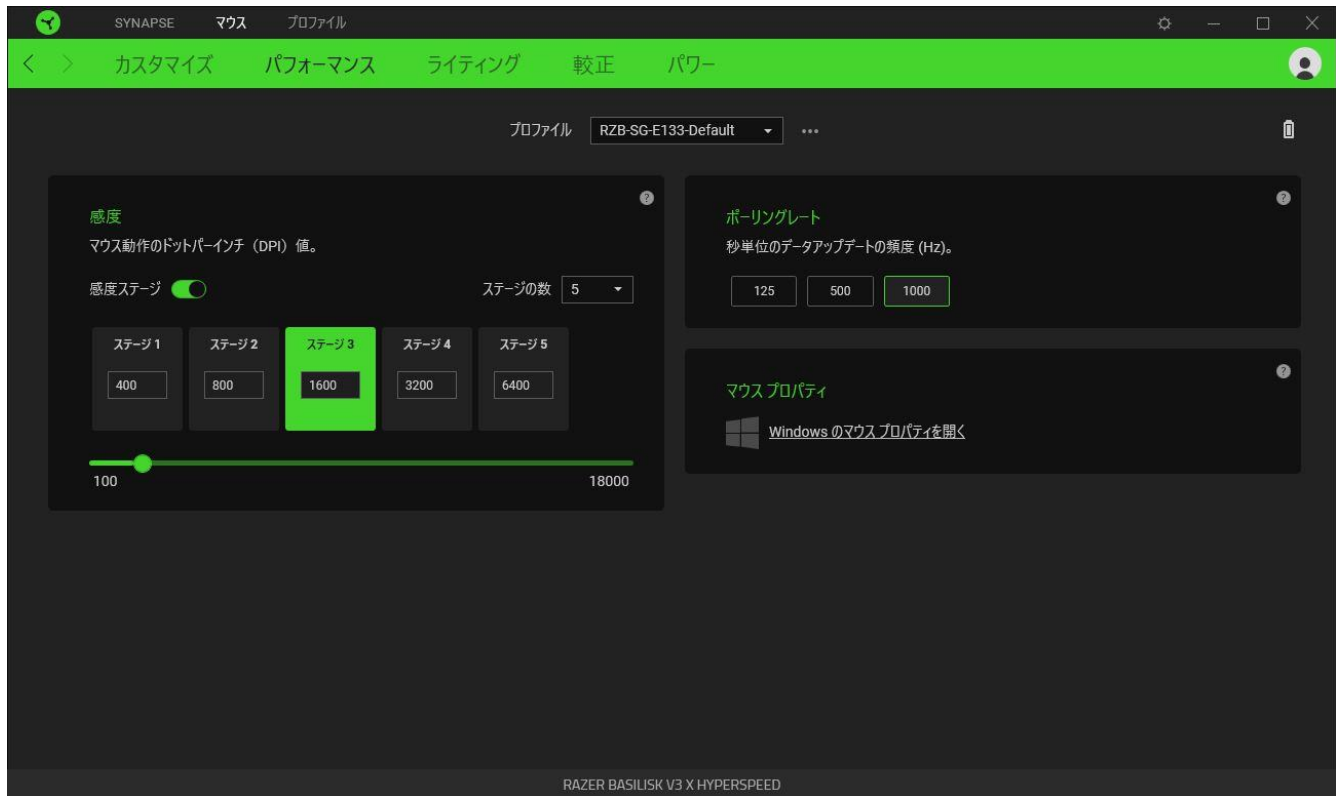 SYNAPSE マウス プロファイル
カスタマイズ パフォーマンス ライティング 較正 パワー
プロファイル RZB-SG-E133-Default
感度
マウス動作のドットパーインチ（DPI）値。
感度ステージ ステージの数 5
ステージ 1 ステージ 2 ステージ 3 ステージ 4 ステージ 5
400 800 1600 3200 6400
100 18000
ポーリングレート
秒単位のデータアップデートの頻度 (Hz)。
125 500 1000
マウス プロパティ
Windows のマウス プロパティを開く
RAZER BASILISK V3 X HYPERSPEED